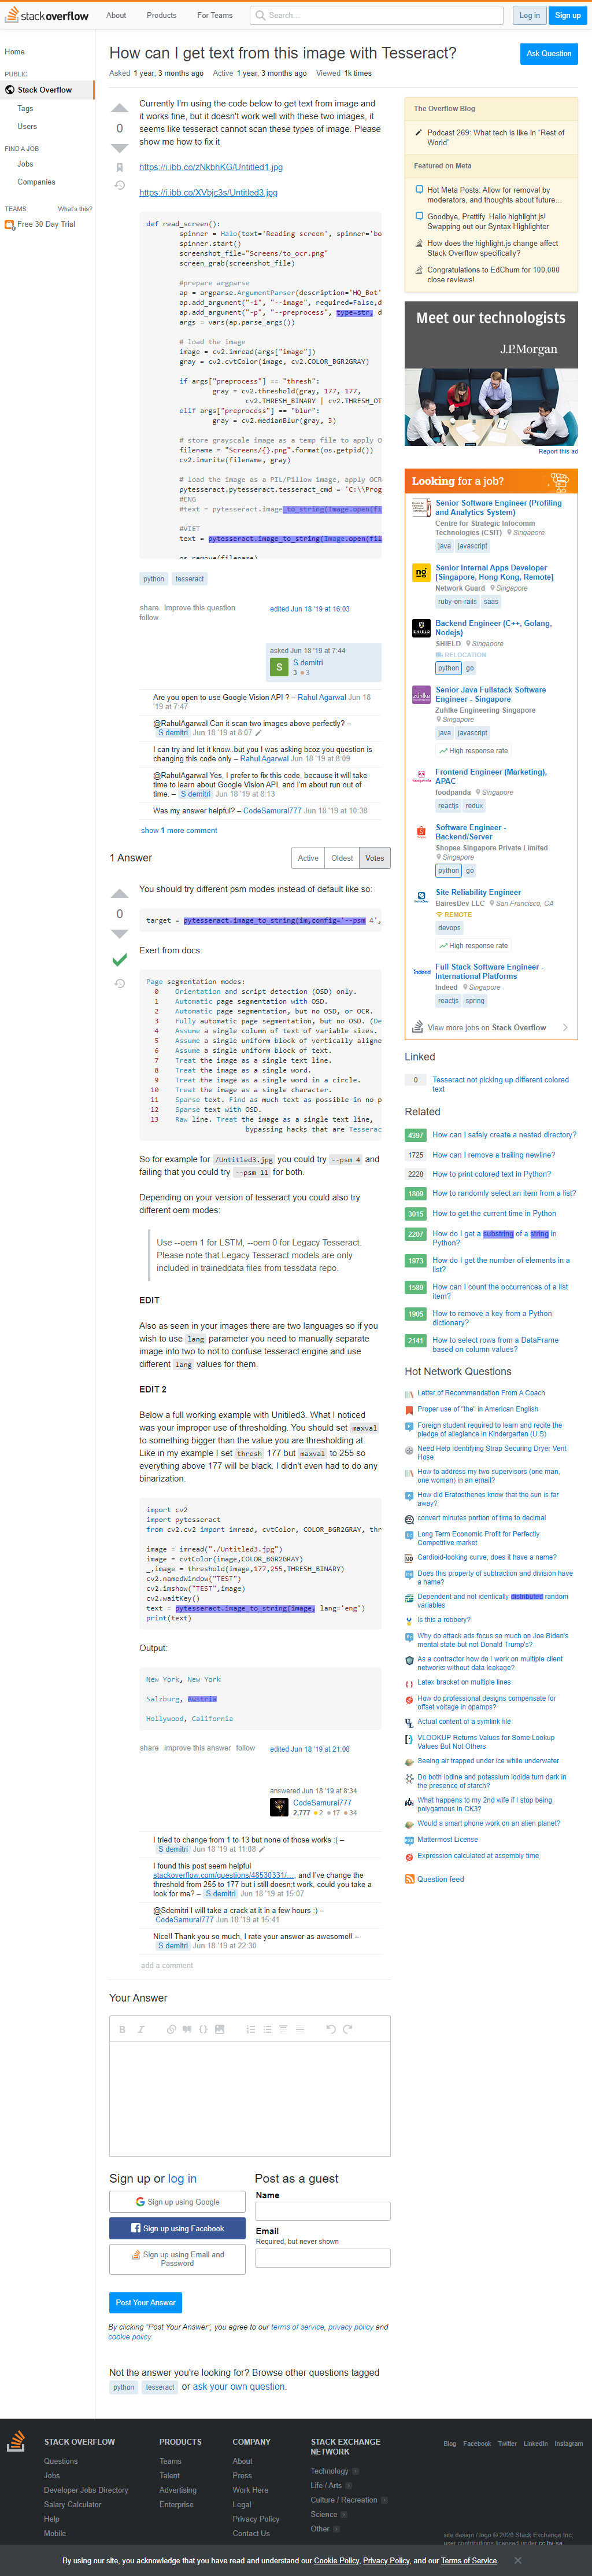 stackoverflow
About
Products
For Teams
Search...
Log in
Sign up
Home
PUBLIC
Stack Overflow
Tags
Users
FIND A JOB
Jobs
Companies
TEAMS
What's this?
Free 30 Day Trial
How can I get text from this image with Tesseract?
Ask Question
Asked 1 year, 3 months ago Active 1 year, 3 months ago Viewed 1k times
0
Currently I'm using the code below to get text from image and
it works fine, but it doesn't work well with these two images, it
seems like tesseract cannot scan these types of image. Please
show me how to fix it
https://i.ibb.co/zNkbhKG/Untitled1.jpg
https://i.ibb.co/XVbjc3s/Untitled3.jpg
def read_screen():
spinner = Halo(text='Reading screen', spinner='bo
spinner.start()
screenshot_file="Screens/to_ocr.png"
screen_grab(screenshot_file)
#prepare argparse
ap = argparse.ArgumentParser(description='HQ_Bot'
ap.add_argument("-i", "--image", required=False,d
ap.add_argument("-p", "--preprocess", type=str, d
args = vars(ap.parse_args())
# load the image
image = cv2.imread(args["image"])
gray = cv2.cvtColor(image, cv2.COLOR_BGR2GRAY)
if args["preprocess"] == "thresh":
gray = cv2.threshold(gray, 177, 177,
cv2.THRESH_BINARY | cv2.THRESH_OT
elif args["preprocess"] == "blur":
gray = cv2.medianBlur(gray, 3)
# store grayscale image as a temp file to apply O
filename = "Screens/{}.png".format(os.getpid())
cv2.imwrite(filename, gray)
# load the image as a PIL/Pillow image, apply OCR
pytesseract.pytesseract.tesseract_cmd = 'C:\\Prog
#ENG
#text = pytesseract.image_to_string(Image.open(fil
#VIET
text = pytesseract.image_to_string(Image.open(fil
os.remove(filename)
python tesseract
share improve this question
follow
edited Jun 18 '19 at 16:03
asked Jun 18 '19 at 7:44
S
S demitri
3 3
Are you open to use Google Vision API ? – Rahul Agarwal Jun 18
'19 at 7:47
@RahulAgarwal Can it scan two images above perfectly? –
S demitri Jun 18 '19 at 8:07
I can try and let it know..but you I was asking bcoz you question is
changing this code only – Rahul Agarwal Jun 18 '19 at 8:09
@RahulAgarwal Yes, I prefer to fix this code, because it will take
time to learn about Google Vision API, and I'm about run out of
time. – S demitri Jun 18 '19 at 8:13
Was my answer helpful? – CodeSamurai777 Jun 18 '19 at 10:38
show 1 more comment
1 Answer
Active Oldest Votes
0
You should try different psm modes instead of default like so:
target = pytesseract.image_to_string(im,config='--psm 4',
Exert from docs:
Page segmentation modes:
0 Orientation and script detection (OSD) only.
1 Automatic page segmentation with OSD.
2 Automatic page segmentation, but no OSD, or OCR.
3 Fully automatic page segmentation, but no OSD. (De
4 Assume a single column of text of variable sizes.
5 Assume a single uniform block of vertically aligne
6 Assume a single uniform block of text.
7 Treat the image as a single text line.
8 Treat the image as a single word.
9 Treat the image as a single word in a circle.
10 Treat the image as a single character.
11 Sparse text. Find as much text as possible in no p
12 Sparse text with OSD.
13 Raw line. Treat the image as a single text line,
bypassing hacks that are Tesserac
So for example for /Untitled3.jpg you could try --psm 4 and
failing that you could try --psm 11 for both.
Depending on your version of tesseract you could also try
different oem modes:
Use --oem 1 for LSTM, --oem 0 for Legacy Tesseract.
Please note that Legacy Tesseract models are only
included in traineddata files from tessdata repo.
EDIT
Also as seen in your images there are two languages so if you
wish to use lang parameter you need to manually separate
image into two to not to confuse tesseract engine and use
different lang values for them.
EDIT 2
Below a full working example with Untitled3. What I noticed
was your improper use of thresholding. You should set maxval
to something bigger than the value you are thresholding at.
Like in my example I set thresh 177 but maxval to 255 so
everything above 177 will be black. I didn't even had to do any
binarization.
import cv2
import pytesseract
from cv2.cv2 import imread, cvtColor, COLOR_BGR2GRAY, thr
image = imread("./Untitled3.jpg")
image = cvtColor(image,COLOR_BGR2GRAY)
_,image = threshold(image,177,255,THRESH_BINARY)
cv2.namedWindow("TEST")
cv2.imshow("TEST",image)
cv2.waitKey()
text = pytesseract.image_to_string(image, lang='eng')
print(text)
Output:
New York, New York
Salzburg, Austria
Hollywood, California
share improve this answer follow
edited Jun 18 '19 at 21:08
answered Jun 18 '19 at 8:34
CodeSamurai777
2,777 2 17 34
I tried to change from 1 to 13 but none of those works :( –
S demitri Jun 18 '19 at 11:08
I found this post seem helpful
stackoverflow.com/questions/48530331/... and I've change the
threshold from 255 to 177 but i still doesn;t work, could you take a
look for me? – S demitri Jun 18 '19 at 15:07
@Sdemitri I will take a crack at it in a few hours :) –
CodeSamurai777 Jun 18 '19 at 15:41
Nice!! Thank you so much, I rate your answer as awesome!! –
S demitri Jun 18 '19 at 22:30
add a comment
Your Answer
Sign up or log in
Sign up using Google
Sign up using Facebook
Sign up using Email and
Password
Post as a guest
Name
Email
Required, but never shown
Post Your Answer
By clicking "Post Your Answer", you agree to our terms of service, privacy policy and
cookie policy
Not the answer you're looking for? Browse other questions tagged
python tesseract or ask your own question.
The Overflow Blog
Podcast 269: What tech is like in "Rest of
World"
Featured on Meta
Hot Meta Posts: Allow for removal by
moderators, and thoughts about future...
Goodbye, Prettify. Hello highlight.js!
Swapping out our Syntax Highlighter
How does the highlight.js change affect
Stack Overflow specifically?
Congratulations to EdChum for 100,000
close reviews!
Meet our technologists
J.P.Morgan
Report this ad
Looking for a job?
Senior Software Engineer (Profiling
and Analytics System)
Centre for Strategic Infocomm
Technologies (CSIT) Singapore
java javascript
Senior Internal Apps Developer
[Singapore, Hong Kong, Remote]
Network Guard Singapore
ruby-on-rails saas
Backend Engineer (C++, Golang,
Nodejs)
SHIELD Singapore
RELOCATION
python go
Senior Java Fullstack Software
Engineer - Singapore
Zuhlke Engineering Singapore
Singapore
java javascript
High response rate
Frontend Engineer (Marketing),
APAC
foodpanda Singapore
reactjs redux
Software Engineer -
Backend/Server
Shopee Singapore Private Limited
Singapore
python go
Site Reliability Engineer
BairesDev LLC San Francisco, CA
REMOTE
devops
High response rate
Full Stack Software Engineer -
International Platforms
Indeed Singapore
reactjs spring
View more jobs on Stack Overflow
Linked
0 Tesseract not picking up different colored
text
Related
4397 How can I safely create a nested directory?
1725 How can I remove a trailing newline?
2228 How to print colored text in Python?
1809 How to randomly select an item from a list?
3015 How to get the current time in Python
2207 How do I get a substring of a string in
Python?
1973 How do I get the number of elements in a
list?
1589 How can I count the occurrences of a list
item?
1905 How to remove a key from a Python
dictionary?
2141 How to select rows from a DataFrame
based on column values?
Hot Network Questions
Letter of Recommendation From A Coach
Proper use of "the" in American English
Foreign student required to learn and recite the
pledge of allegiance in Kindergarten (U.S)
Need Help Identifying Strap Securing Dryer Vent
Hose
How to address my two supervisors (one man,
one woman) in an email?
How did Eratosthenes know that the sun is far
away?
convert minutes portion of time to decimal
Long Term Economic Profit for Perfectly
Competitive market
Cardioid-looking curve, does it have a name?
Does this property of subtraction and division have
a name?
Dependent and not identically distributed random
variables
Is this a robbery?
Why do attack ads focus so much on Joe Biden's
mental state but not Donald Trump's?
As a contractor how do I work on multiple client
networks without data leakage?
Latex bracket on multiple lines
How do professional designs compensate for
offset voltage in opamps?
Actual content of a symlink file
VLOOKUP Returns Values for Some Lookup
Values But Not Others
Seeing air trapped under ice while underwater
Do both iodine and potassium iodide turn dark in
the presence of starch?
What happens to my 2nd wife if I stop being
polygamous in CK3?
Would a smart phone work on an alien planet?
Mattermost License
Expression calculated at assembly time
Question feed
STACK OVERFLOW
Questions
Jobs
Developer Jobs Directory
Salary Calculator
Help
Mobile
PRODUCTS
Teams
Talent
Advertising
Enterprise
COMPANY
About
Press
Work Here
Legal
Privacy Policy
Contact Us
STACK EXCHANGE
NETWORK
Technology
Life / Arts
Culture / Recreation
Science
Other
Blog Facebook Twitter LinkedIn Instagram
site design / logo © 2020 Stack Exchange Inc;
user contributions licensed under cc by-sa.
By using our site, you acknowledge that you have read and understand our Cookie Policy, Privacy Policy, and our Terms of Service.